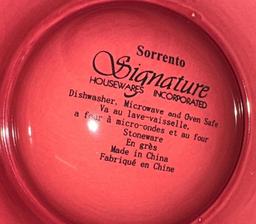 Sorrento
Signature
HOUSEWARES INCORPORATED
Dishwasher, Microwave and Oven Safe
Va au lave-vaisselle,
a four à micro-ondes et au four
Stoneware
En grès
Made in China
Fabriqué en Chine